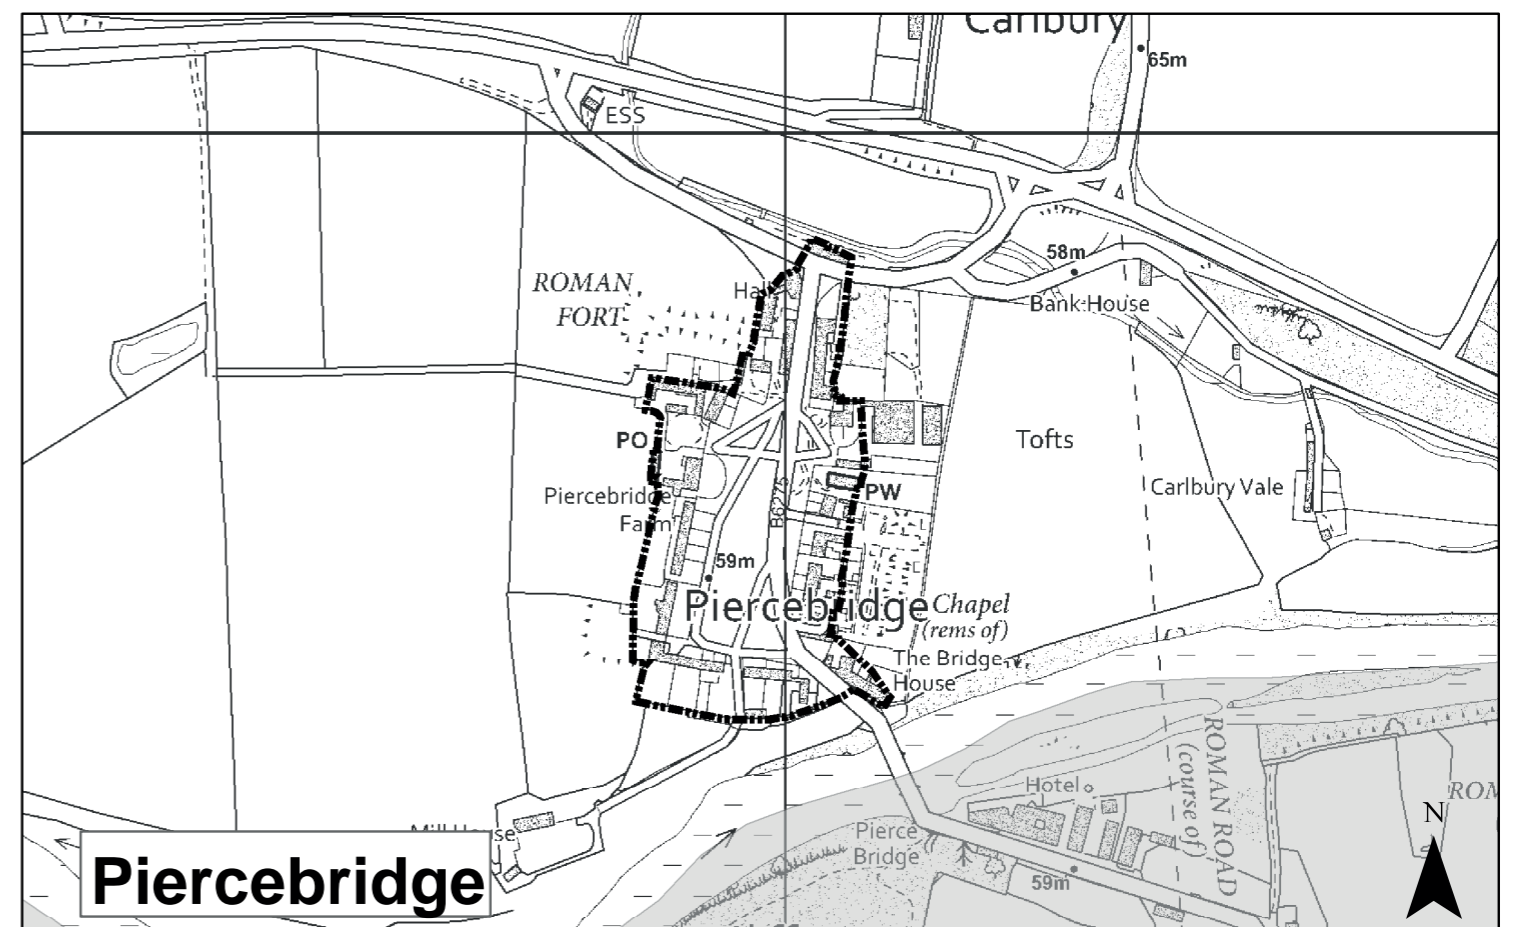 Carlbury
65m
ESS
58m
ROMAN
FORT
Bank House
PO
Tofts
Piercebridge
Farm
PW
Carlbury Vale
B6275
59m
Piercebridge
Chapel
(rems of)
The Bridge
House
ROMAN ROAD
(course of)
Hotel
Pierce
Bridge
59m
N
Piercebridge